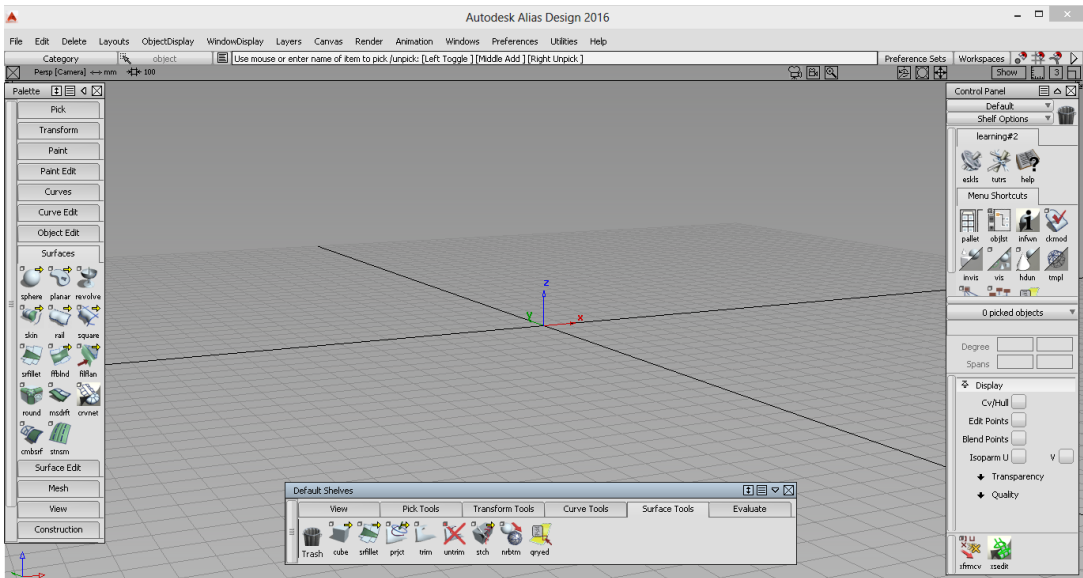 Autodesk Alias Design 2016
File Edit Delete Layouts ObjectDisplay WindowDisplay Layers Canvas Render Animation Windows Preferences Utilities Help
Category object Use mouse or enter name of item to pick /unpick: [Left Toggle ] [Middle Add ] [Right Unpick ] Preference Sets Workspaces
Persp [Camera] <-> mm 100 Show 3
Palette
Pick
Transform
Paint
Paint Edit
Curves
Curve Edit
Object Edit
Surfaces
sphere planar revolve
skin rail square
srfillet ffblnd filflan
round msdrft crvnet
cmbsrf stnsm
Surface Edit
Mesh
View
Construction
z
y x
Default Shelves
View Pick Tools Transform Tools Curve Tools Surface Tools Evaluate
Trash cube srfillet prjct trim untrim stch nrbtm qryed
Control Panel
Default
Shelf Options
learning#2
eskls tutrs help
Menu Shortcuts
pallet objlst infwn ckmod
invis vis hdun tmpl
0 picked objects
Degree
Spans
Display
Cv/Hull
Edit Points
Blend Points
Isoparm U V
Transparency
Quality
xfrmcv xsedit